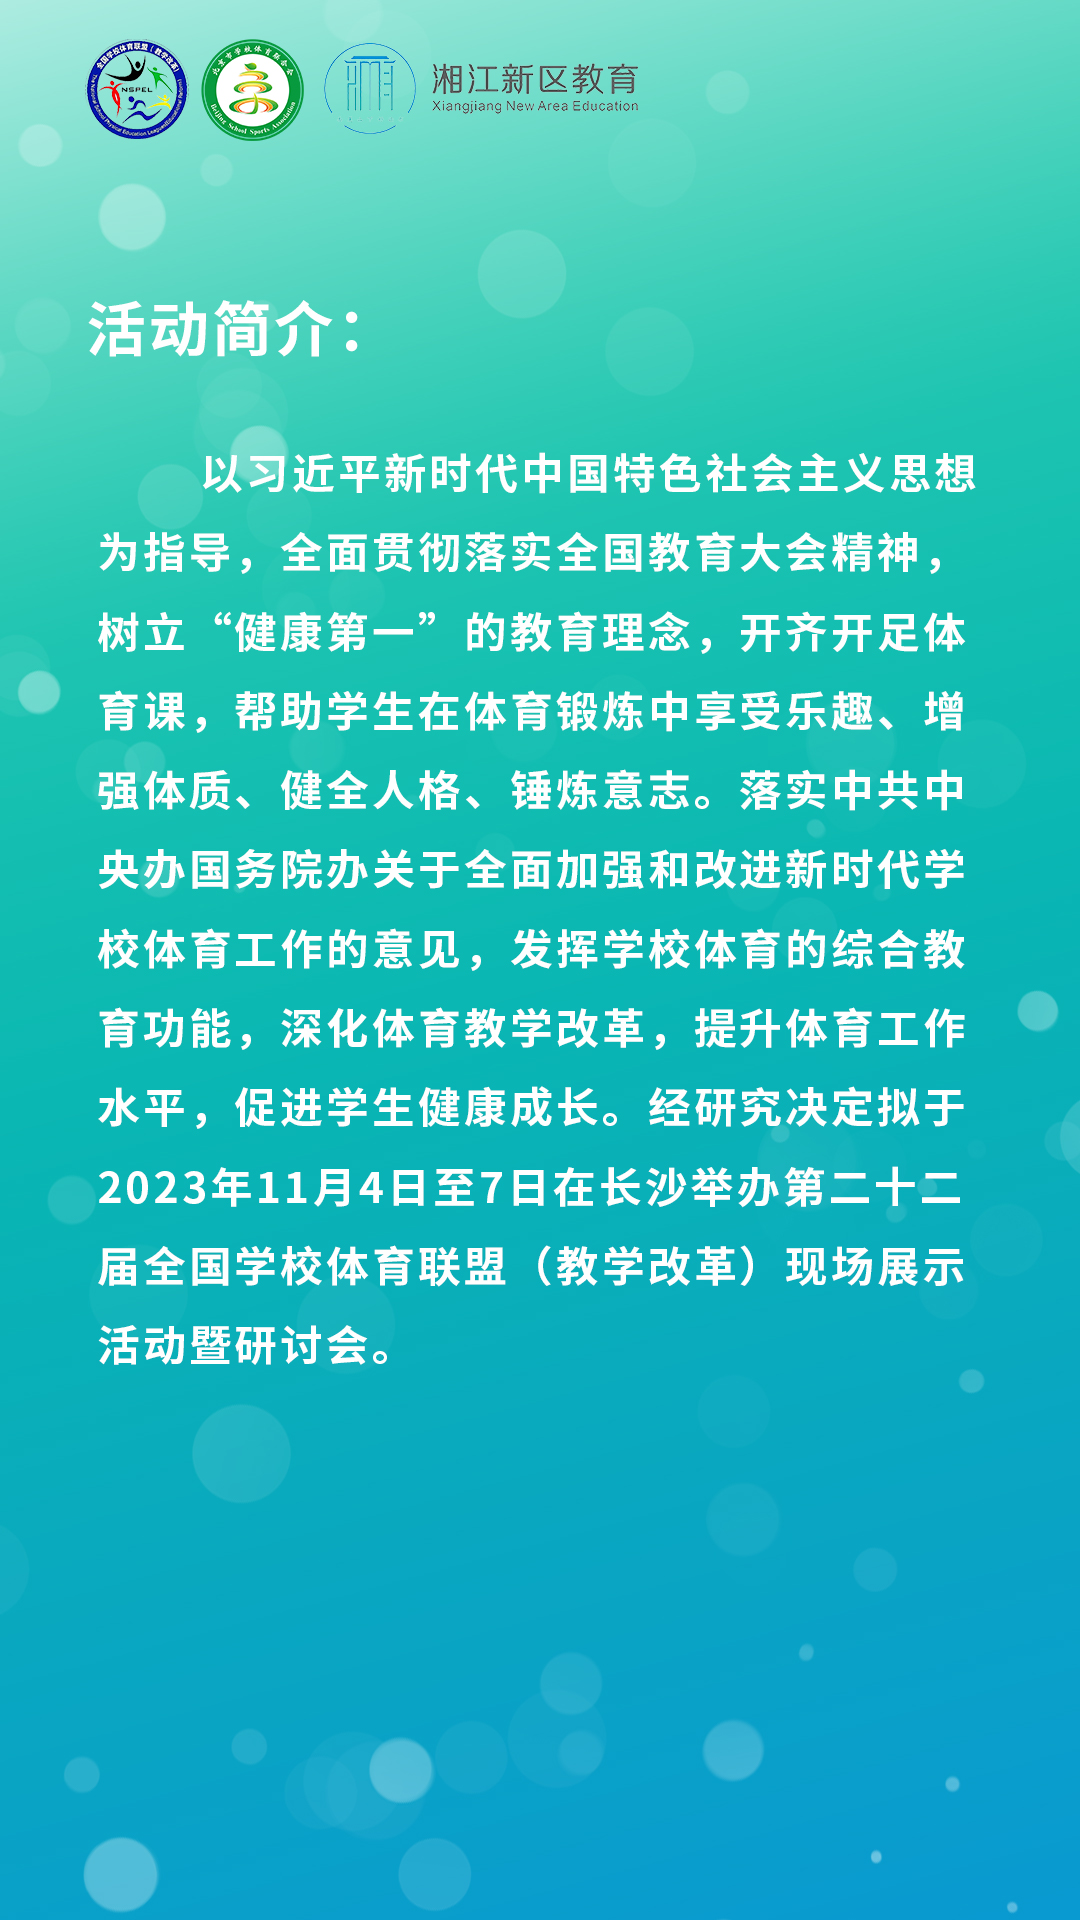 全国学校体育联盟（教学改革）
NSPEL
The National School Physical Education League(Educational Reform)
北京市学校体育联合会
Beijing School Sports Association
湘江新区教育
Xiangjiang New Area Education
活动简介：
以习近平新时代中国特色社会主义思想
为指导，全面贯彻落实全国教育大会精神，
树立“健康第一”的教育理念，开齐开足体
育课，帮助学生在体育锻炼中享受乐趣、增
强体质、健全人格、锤炼意志。落实中共中
央办国务院办关于全面加强和改进新时代学
校体育工作的意见，发挥学校体育的综合教
育功能，深化体育教学改革，提升体育工作
水平，促进学生健康成长。经研究决定拟于
2023年11月4日至7日在长沙举办第二十二
届全国学校体育联盟（教学改革）现场展示
活动暨研讨会。